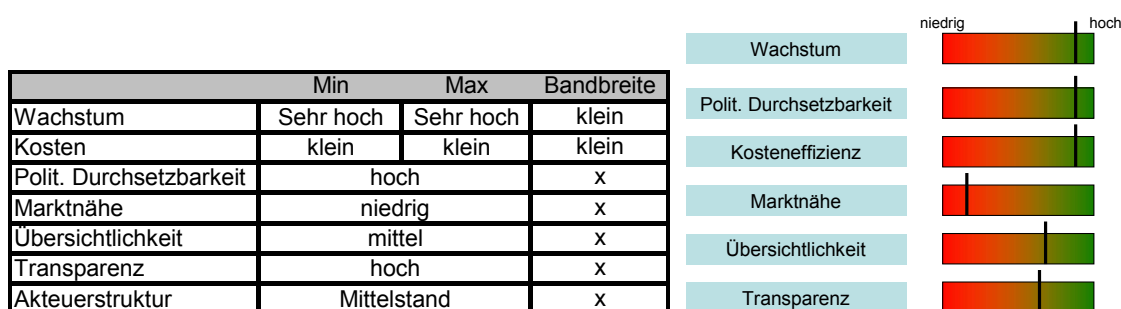 Min Max Bandbreite
Wachstum Sehr hoch Sehr hoch klein
Kosten klein klein klein
Polit. Durchsetzbarkeit hoch x
Marktnähe niedrig x
Übersichtlichkeit mittel x
Transparenz hoch x
Akteuerstruktur Mittelstand x
niedrig hoch
Wachstum
Polit. Durchsetzbarkeit
Kosteneffizienz
Marktnähe
Übersichtlichkeit
Transparenz